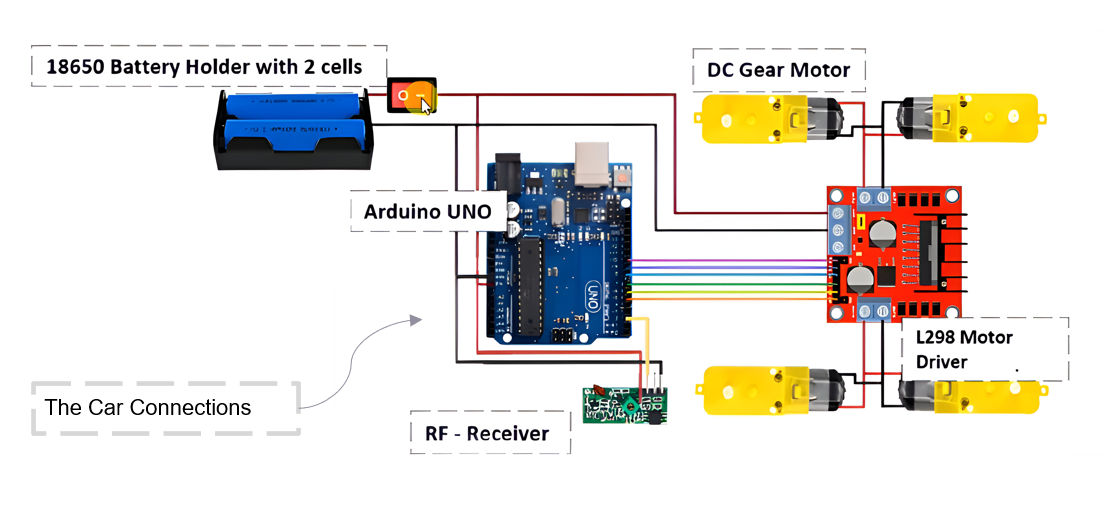 18650 Battery Holder with 2 cells
DC Gear Motor
Arduino UNO
UNO
L298 Motor
Driver
The Car Connections
RF - Receiver